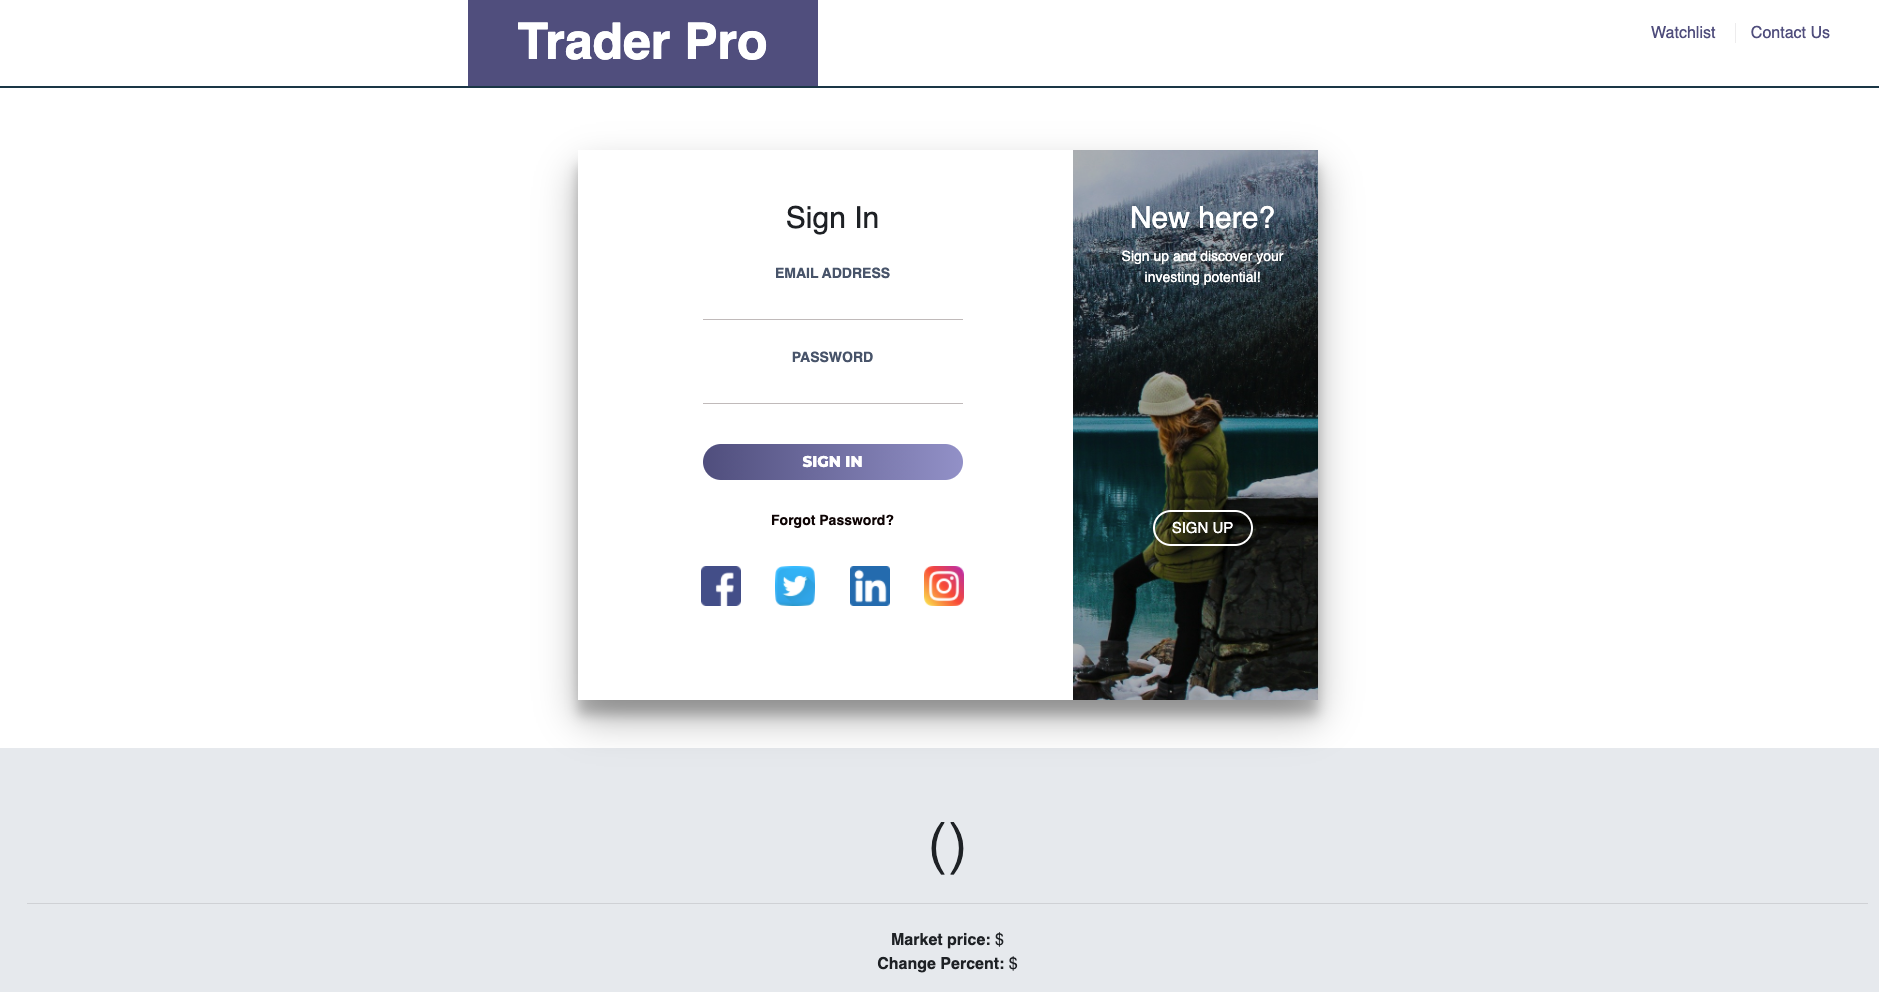 Trader Pro
Watchlist
Contact Us
Sign In
EMAIL ADDRESS
PASSWORD
SIGN IN
Forgot Password?
New here?
Sign up and discover your
investing potential!
SIGN UP
()
Market price: $
Change Percent: $